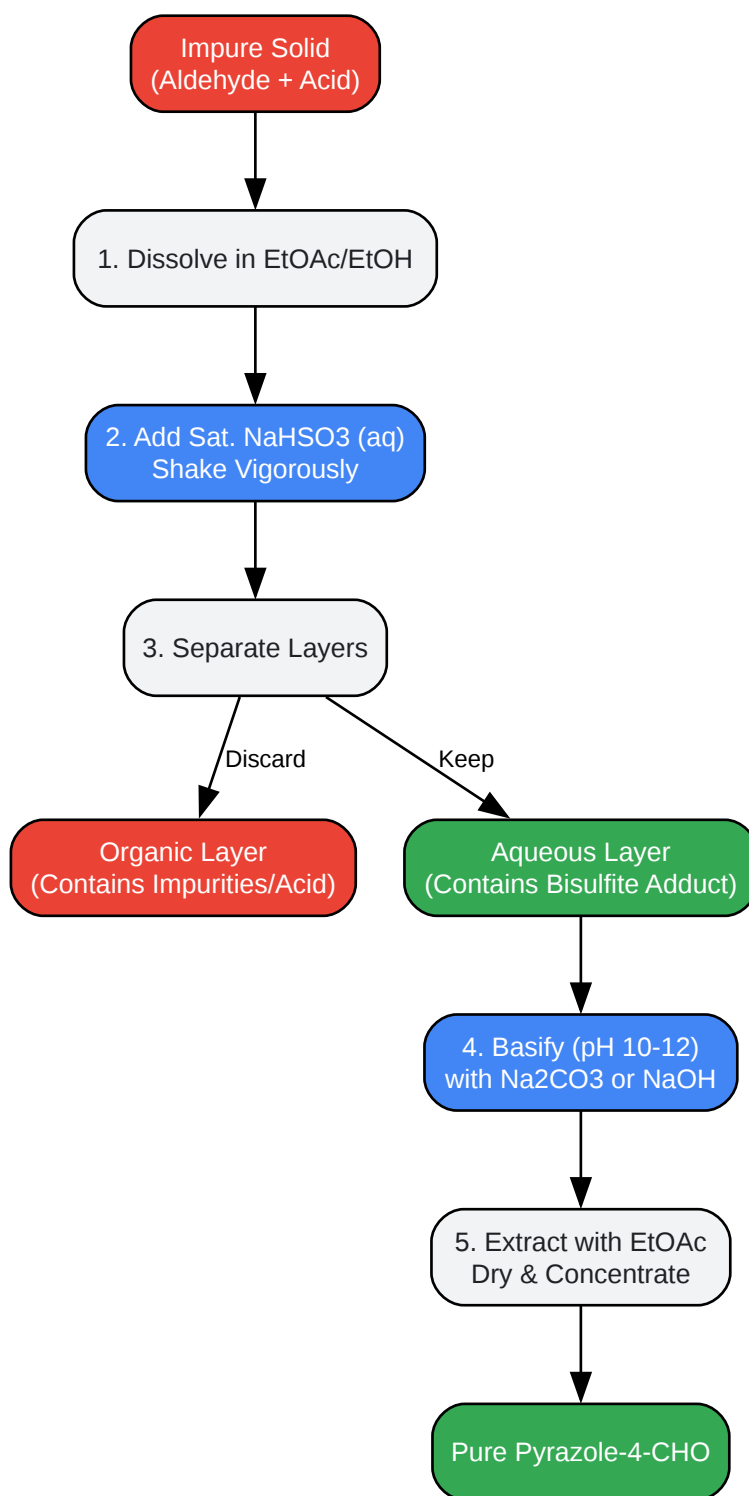 Impure Solid
(Aldehyde + Acid)
1. Dissolve in EtOAc/EtOH
2. Add Sat. NaHSO3 (aq)
Shake Vigorously
3. Separate Layers
Discard
Keep
Organic Layer
(Contains Impurities/Acid)
Aqueous Layer
(Contains Bisulfite Adduct)
4. Basify (pH 10-12)
with Na2CO3 or NaOH
5. Extract with EtOAc
Dry & Concentrate
Pure Pyrazole-4-CHO